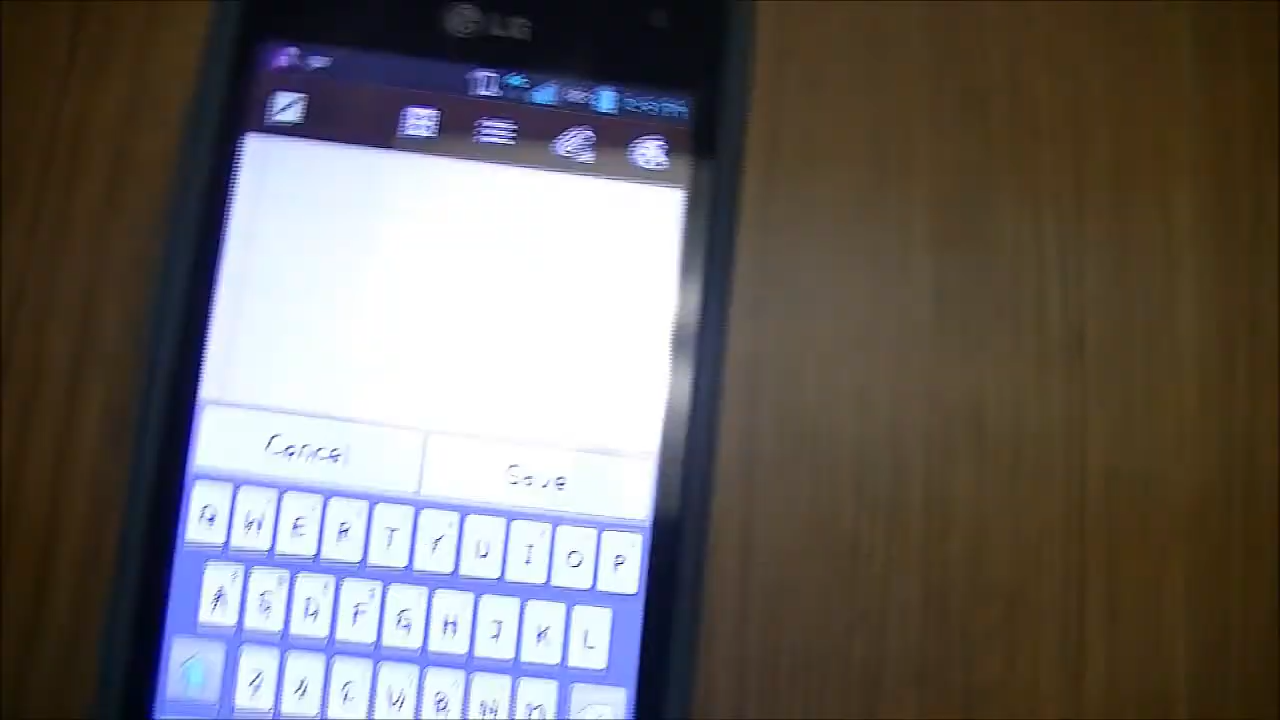 LG
Cancel
Save
Q W E R T Y U I O P
A S D F G H J K L
Z X C V B N M